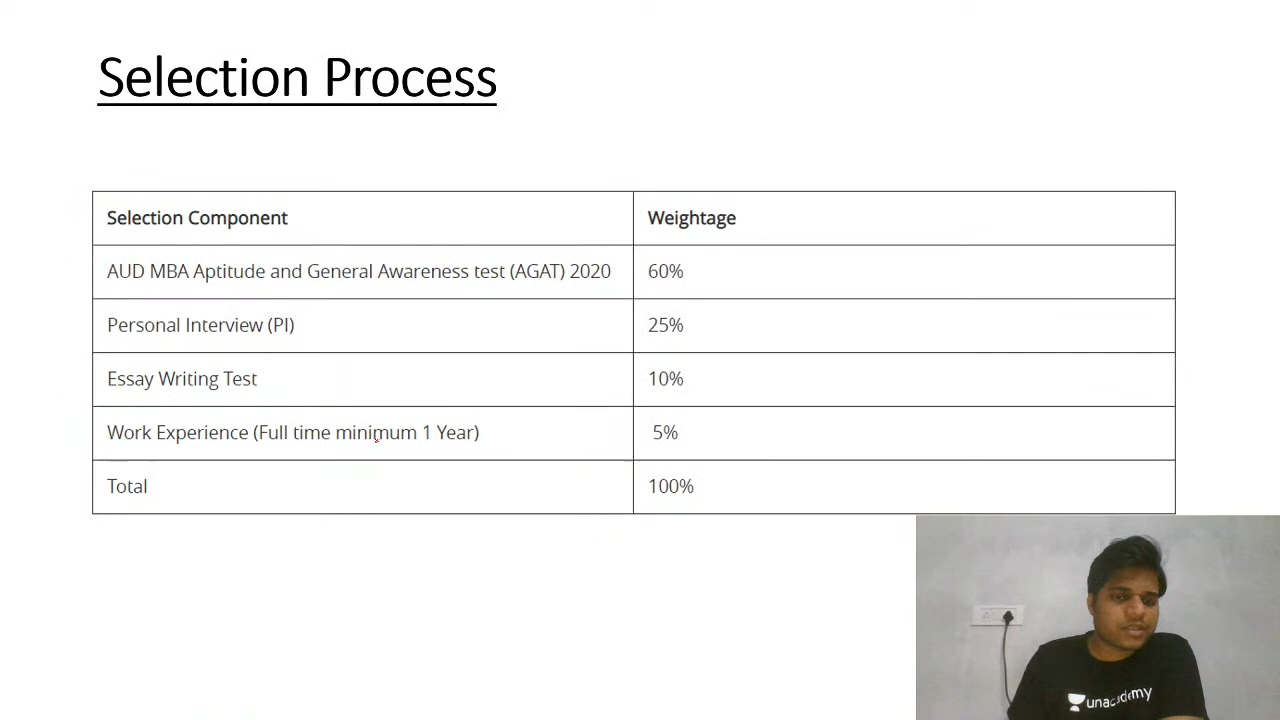 Selection Process
Selection Component Weightage
AUD MBA Aptitude and General Awareness test (AGAT) 2020 60%
Personal Interview (PI) 25%
Essay Writing Test 10%
Work Experience (Full time minimum 1 Year) 5%
Total 100%
unacademy